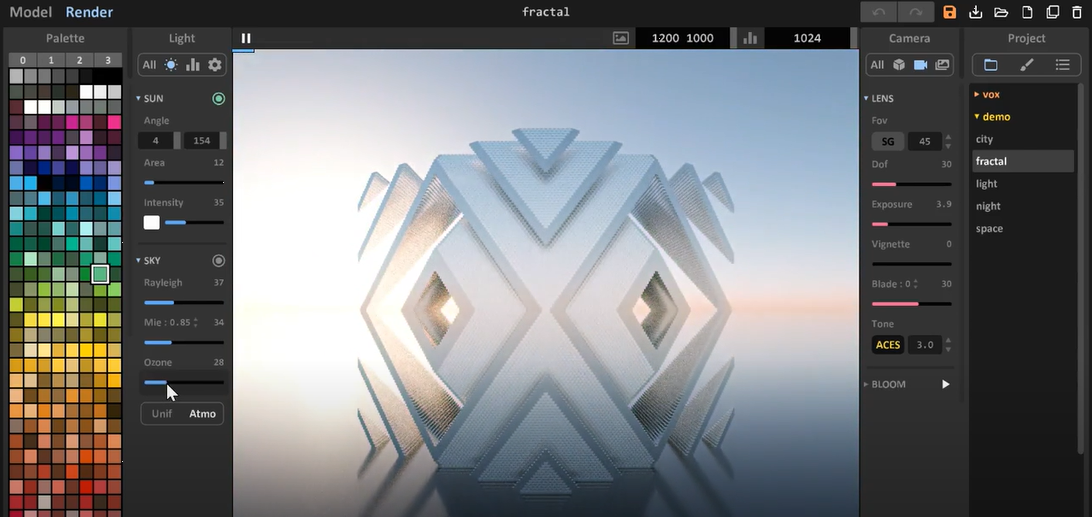 Model Render
fractal
Palette
Light
1200 1000
1024
Camera
Project
0 1 2 3
All
SUN
Angle
4 154
Area 12
Intensity 35
SKY
Rayleigh 37
Mie : 0.85 34
Ozone 28
Unif Atmo
All
LENS
Fov
SG 45
Dof 30
Exposure 3.9
Vignette 0
Blade : 0 30
Tone
ACES 3.0
BLOOM
vox
demo
city
fractal
light
night
space